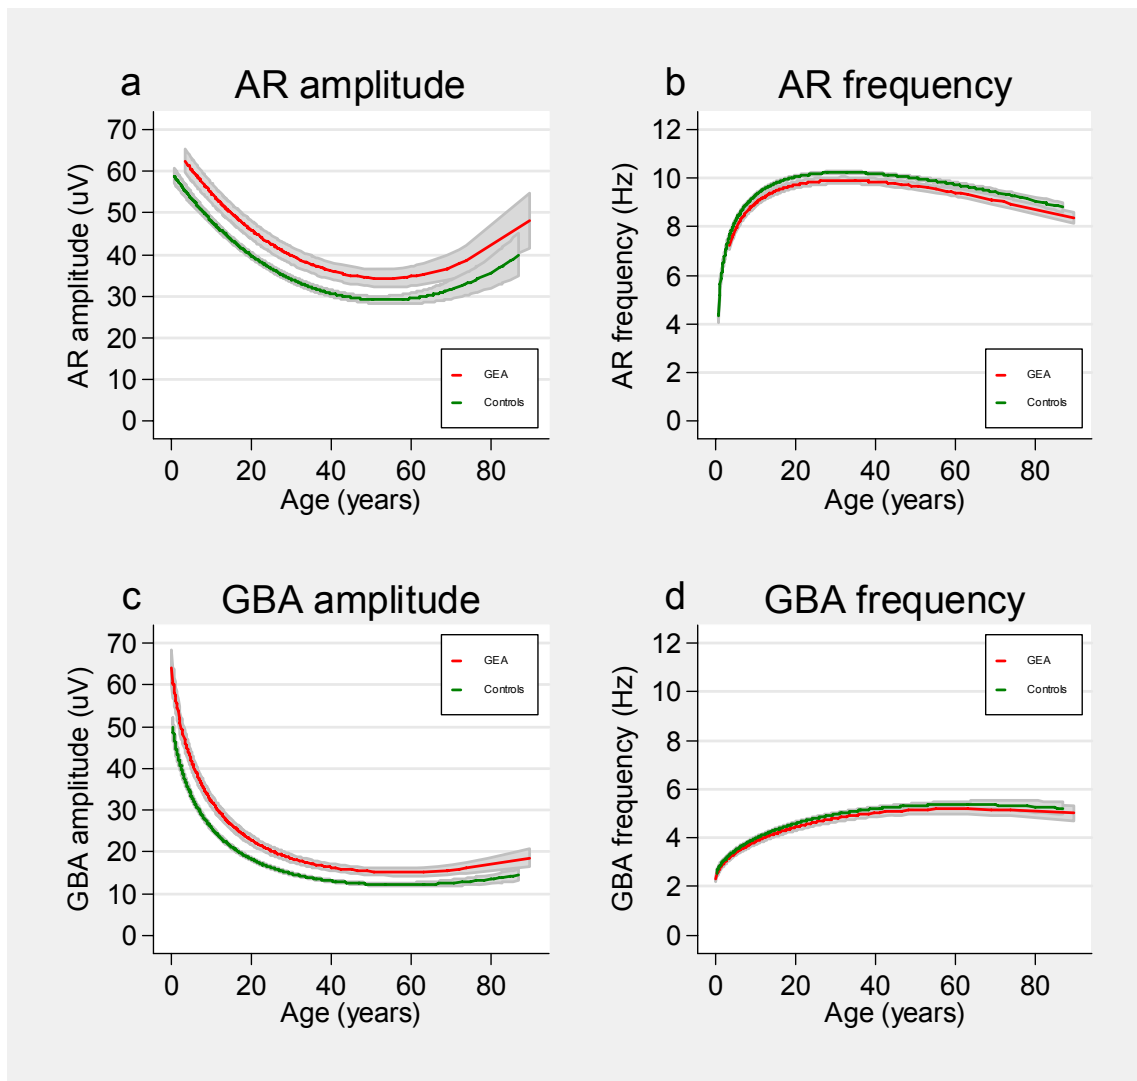 a AR amplitude
70
60
50
40
30
20
10
0
AR amplitude (uV)
GEA
Controls
0 20 40 60 80
Age (years)
b AR frequency
12
10
8
6
4
2
0
AR frequency (Hz)
GEA
Controls
0 20 40 60 80
Age (years)
c GBA amplitude
70
60
50
40
30
20
10
0
GBA amplitude (uV)
GEA
Controls
0 20 40 60 80
Age (years)
d GBA frequency
12
10
8
6
4
2
0
GBA frequency (Hz)
GEA
Controls
0 20 40 60 80
Age (years)